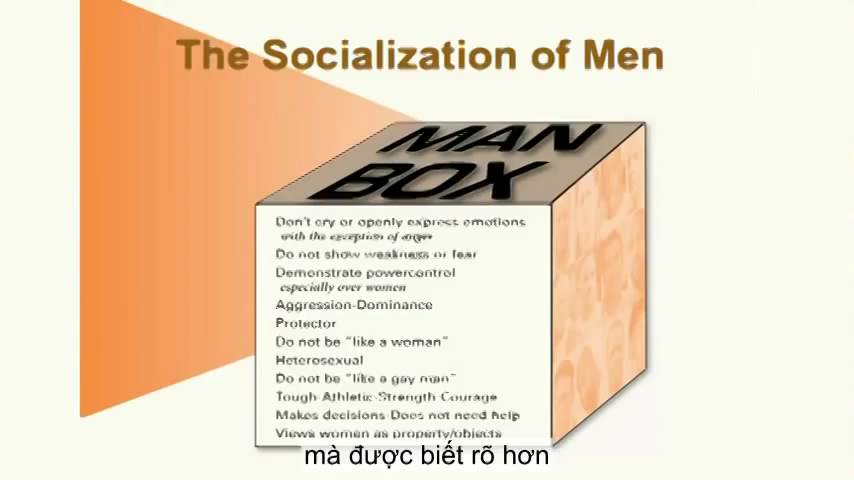 The Socialization of Men
MAN
BOX
Don't cry or openly express emotions
with the exception of anger
Do not show weakness or fear
Demonstrate powercontrol
especially over women
Aggression-Dominance
Protector
Do not be "like a woman"
Heterosexual
Do not be "like a gay man"
Tough-Athletic-Strength-Courage
Makes decisions-Does not need help
Views women as property/objects
mà được biết rõ hơn